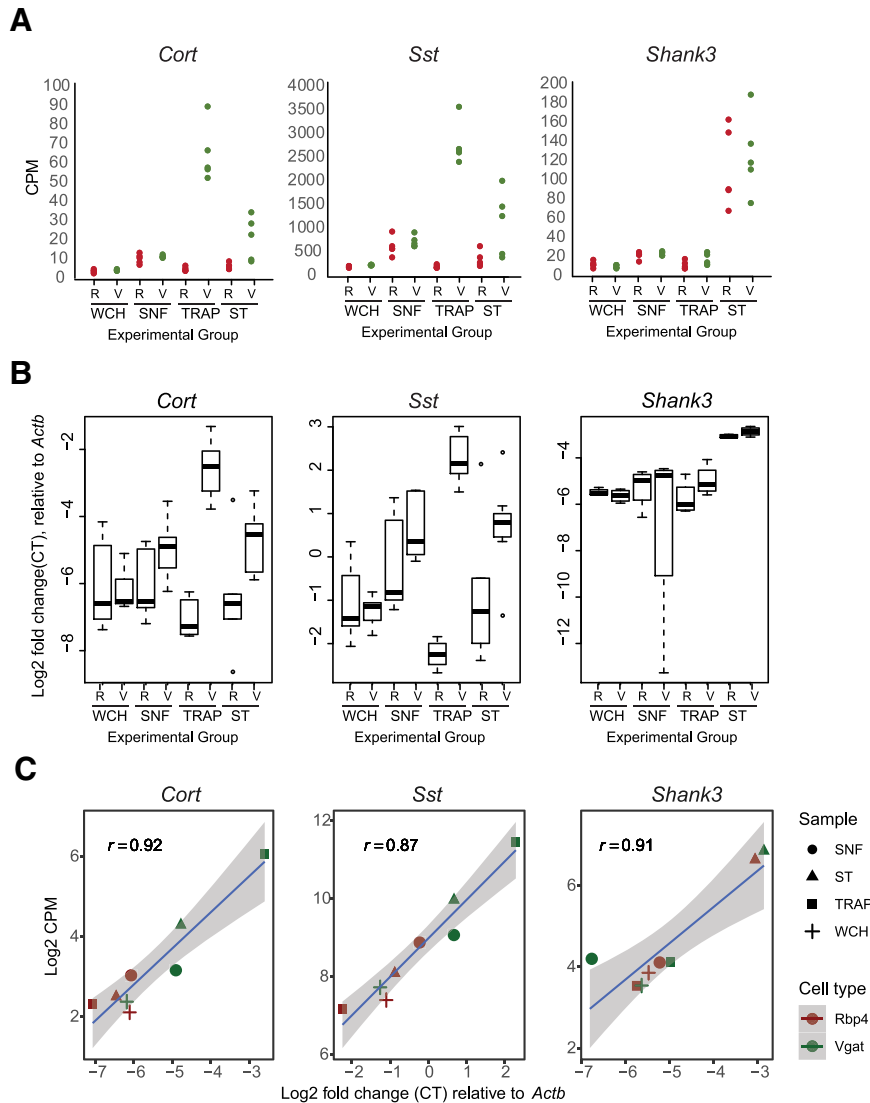 A
Cort Sst Shank3
CPM
100
90
80
70
60
50
40
30
20
10
0
4000
3500
3000
2500
2000
1500
1000
500
0
200
180
160
140
120
100
80
60
40
20
0
R V R V R V R V
WCH SNF TRAP ST
Experimental Group
R V R V R V R V
WCH SNF TRAP ST
Experimental Group
R V R V R V R V
WCH SNF TRAP ST
Experimental Group
B
Cort Sst Shank3
Log2 fold change(CT), relative to Actb
−2
−4
−6
−8
3
2
1
0
−1
−2
−4
−6
−8
−10
−12
R V R V R V R V
WCH SNF TRAP ST
Experimental Group
R V R V R V R V
WCH SNF TRAP ST
Experimental Group
R V R V R V R V
WCH SNF TRAP ST
Experimental Group
C
Cort Sst Shank3
r=0.92
r=0.87
r=0.91
Log2 CPM
6
4
2
12
10
8
6
6
4
2
−7 −6 −5 −4 −3
−2 −1 0 1 2
−7 −6 −5 −4 −3
Log2 fold change (CT) relative to Actb
Sample
SNF
ST
TRAP
WCH
Cell type
Rbp4
Vgat